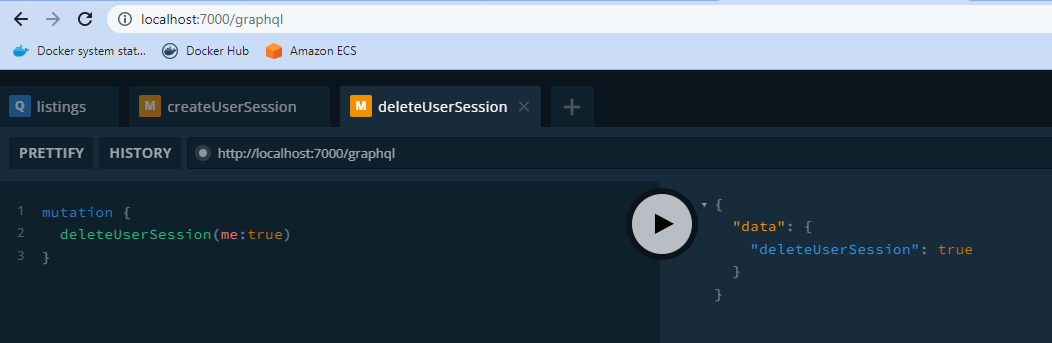 localhost:7000/graphql
Docker system stat... Docker Hub Amazon ECS
Q listings M createUserSession M deleteUserSession × +
PRETTIFY HISTORY http://localhost:7000/graphql
1 mutation {
2 deleteUserSession(me:true)
3 }
{
"data": {
"deleteUserSession": true
}
}